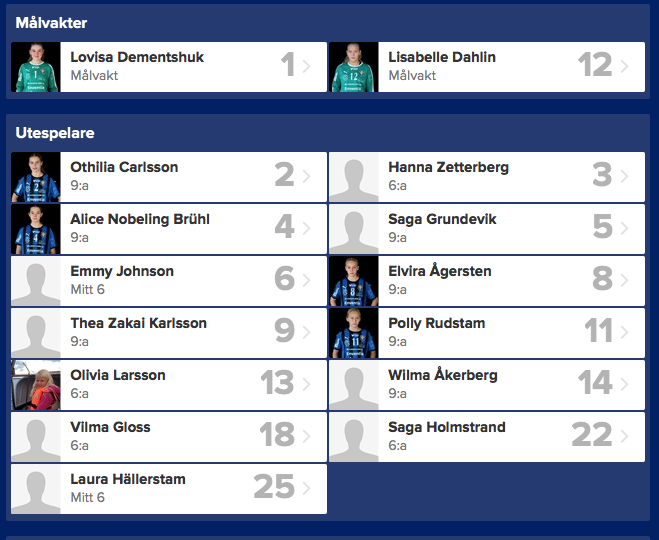 Målvakter
Lovisa Dementshuk
Målvakt
1
Lisabelle Dahlin
Målvakt
12
Utespelare
Othilia Carlsson
9:a
2
Hanna Zetterberg
6:a
3
Alice Nobeling Brühl
9:a
4
Saga Grundevik
9:a
5
Emmy Johnson
Mitt 6
6
Elvira Ågersten
9:a
8
Thea Zakai Karlsson
9:a
9
Polly Rudstam
9:a
11
Olivia Larsson
6:a
13
Wilma Åkerberg
9:a
14
Vilma Gloss
6:a
18
Saga Holmstrand
6:a
22
Laura Hällerstam
Mitt 6
25